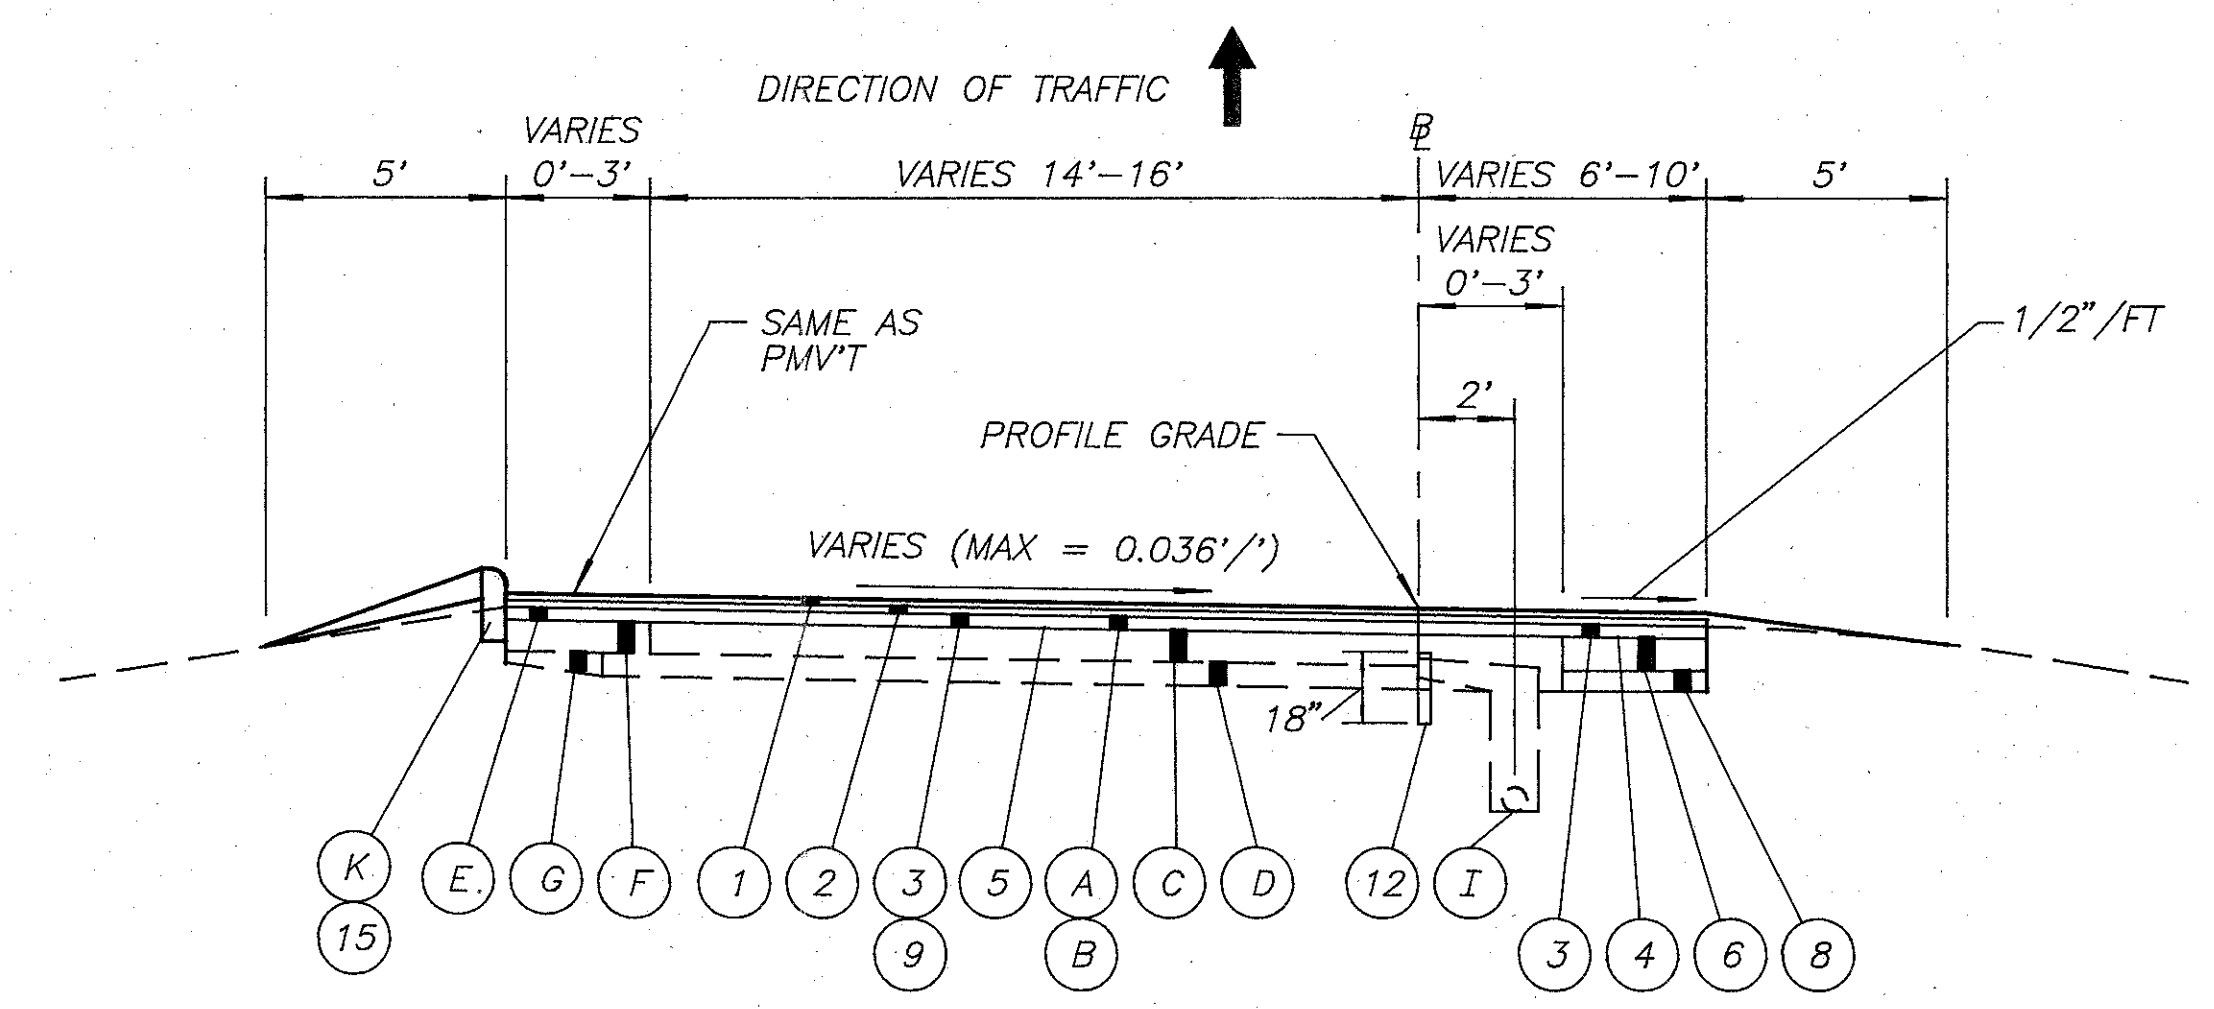 DIRECTION OF TRAFFIC
VARIES
0'-3'
5'
VARIES 14'-16'
BL
VARIES 6'-10'
5'
VARIES
0'-3'
SAME AS
PMV'T
1/2"/FT
2'
PROFILE GRADE
VARIES (MAX = 0.036'/')
18"
K
E.
G
F
1
2
3
5
A
C
D
12
I
15
9
B
3
4
6
8